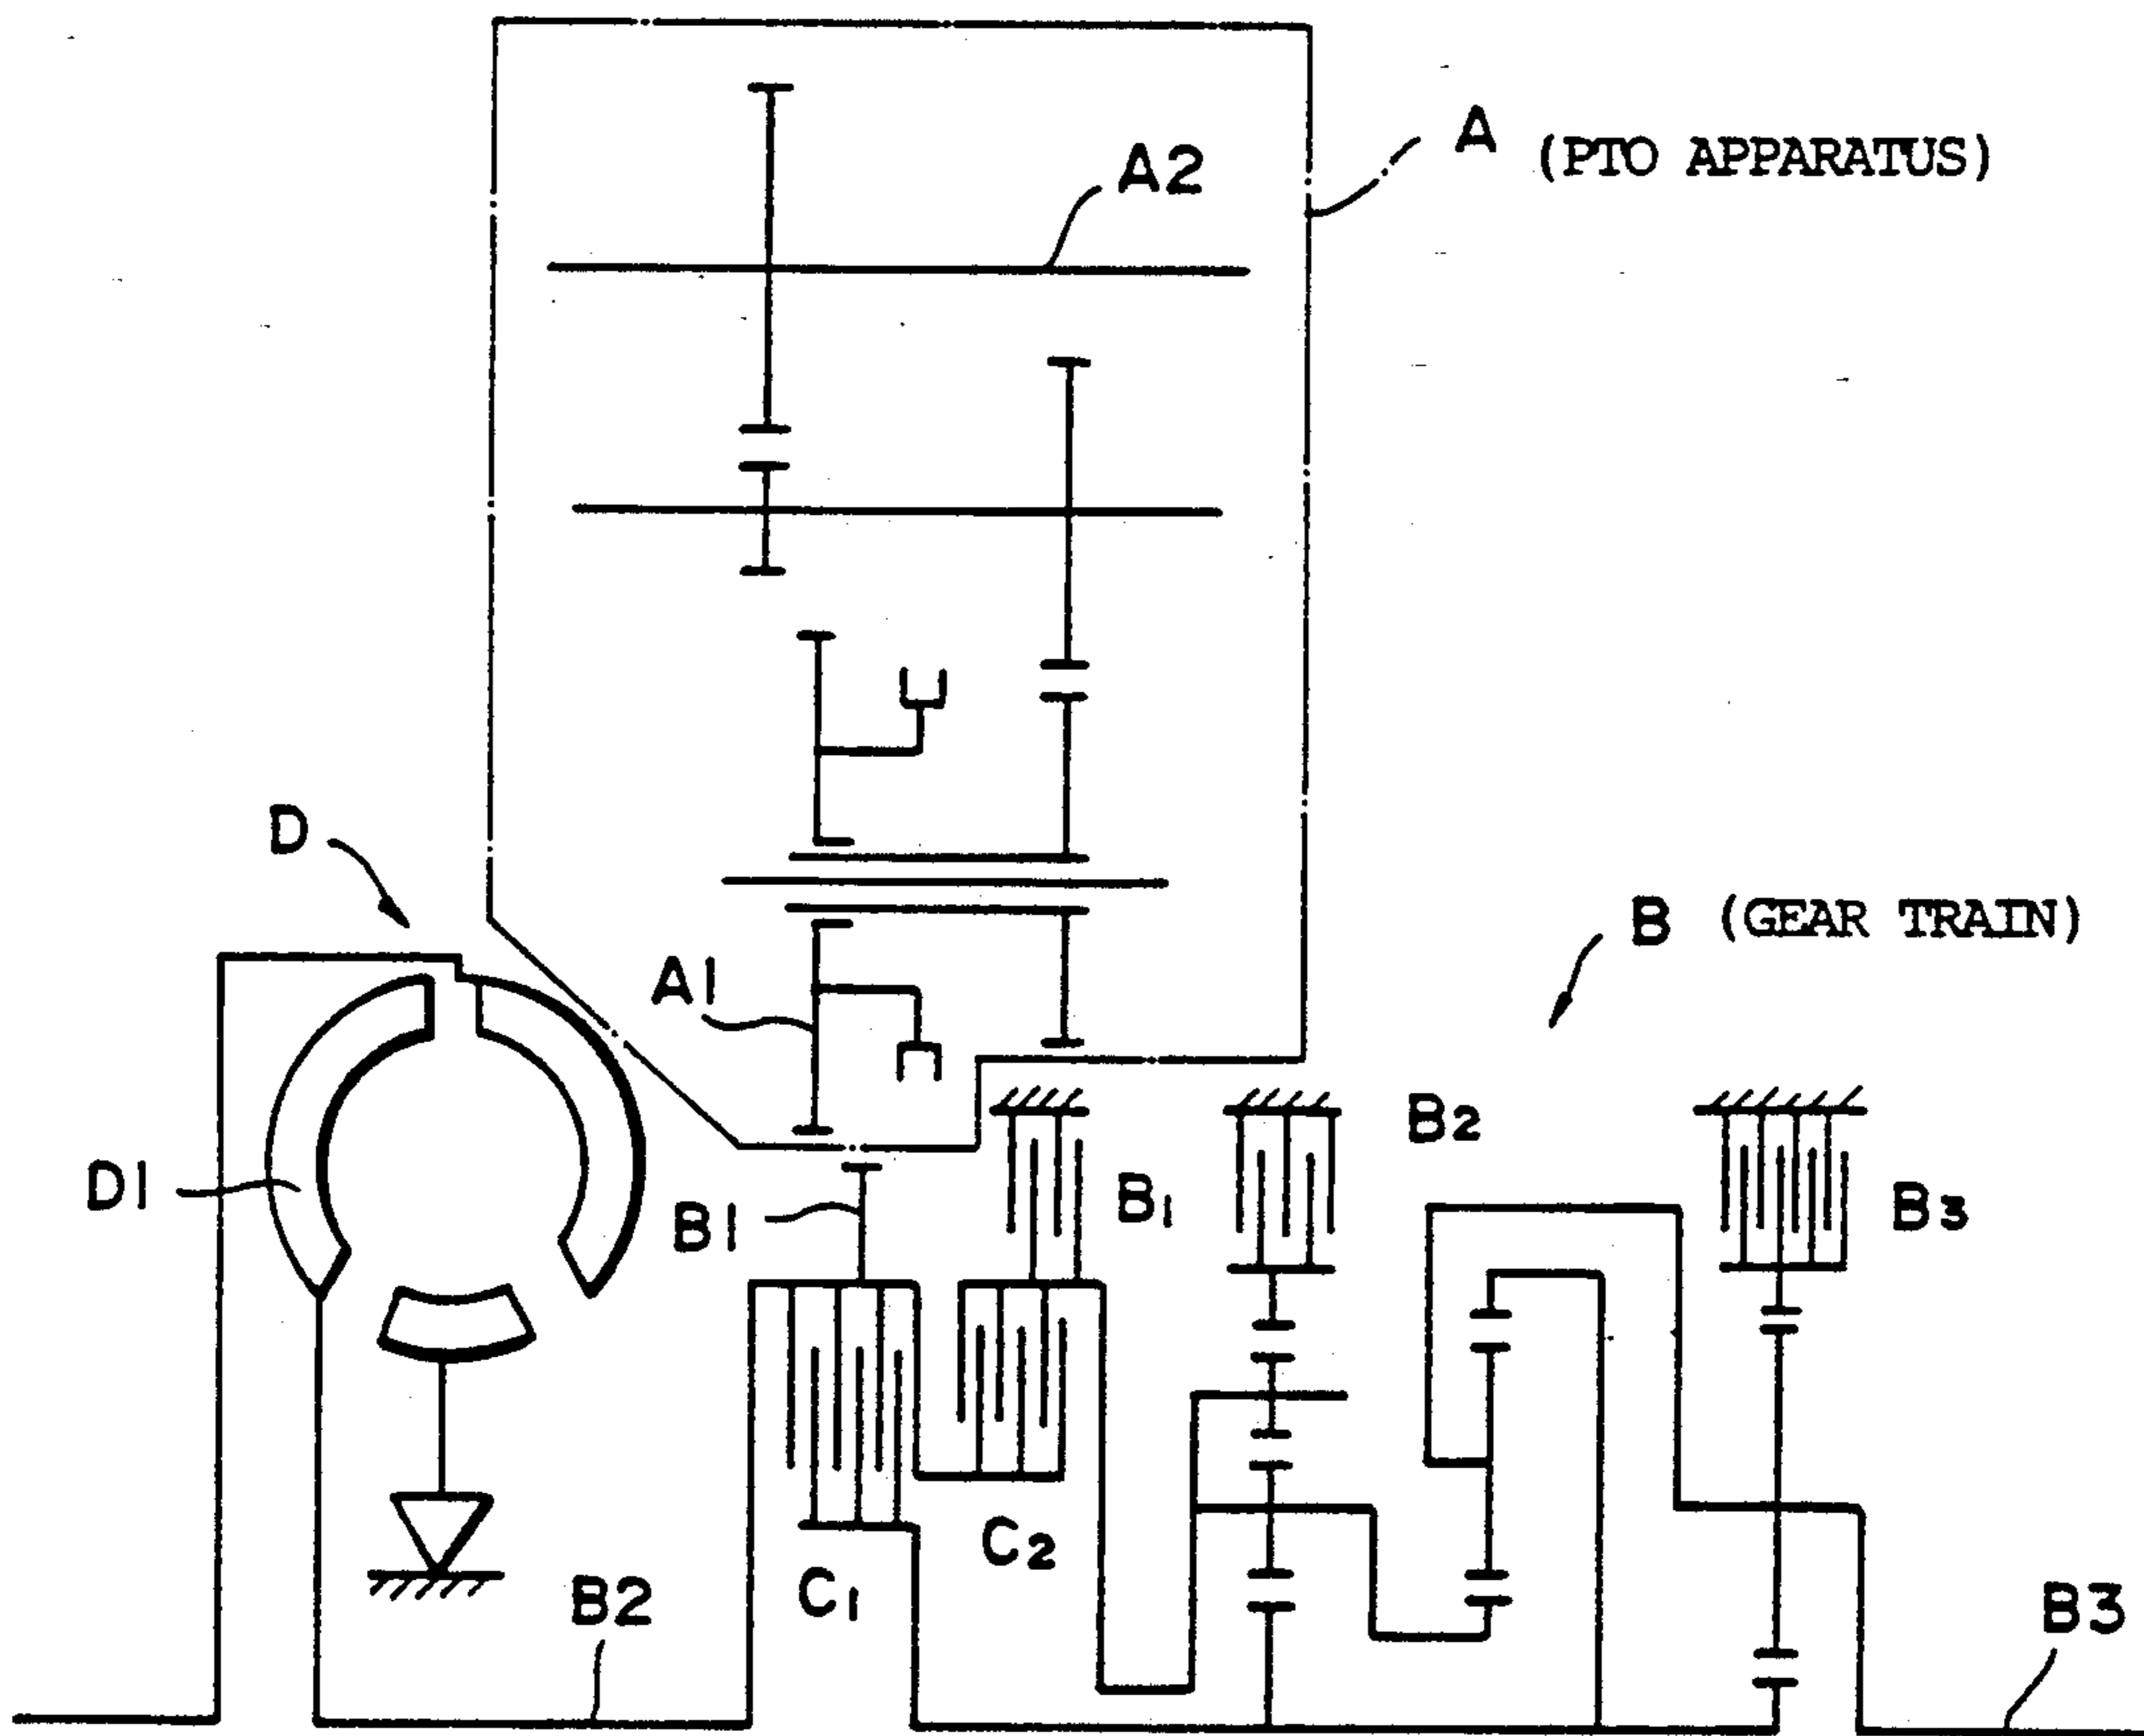 A (PTO APPARATUS)
A2
D
B (GEAR TRAIN)
A1
B2
D1
B1
B1
B3
C2
C1
B2
B3